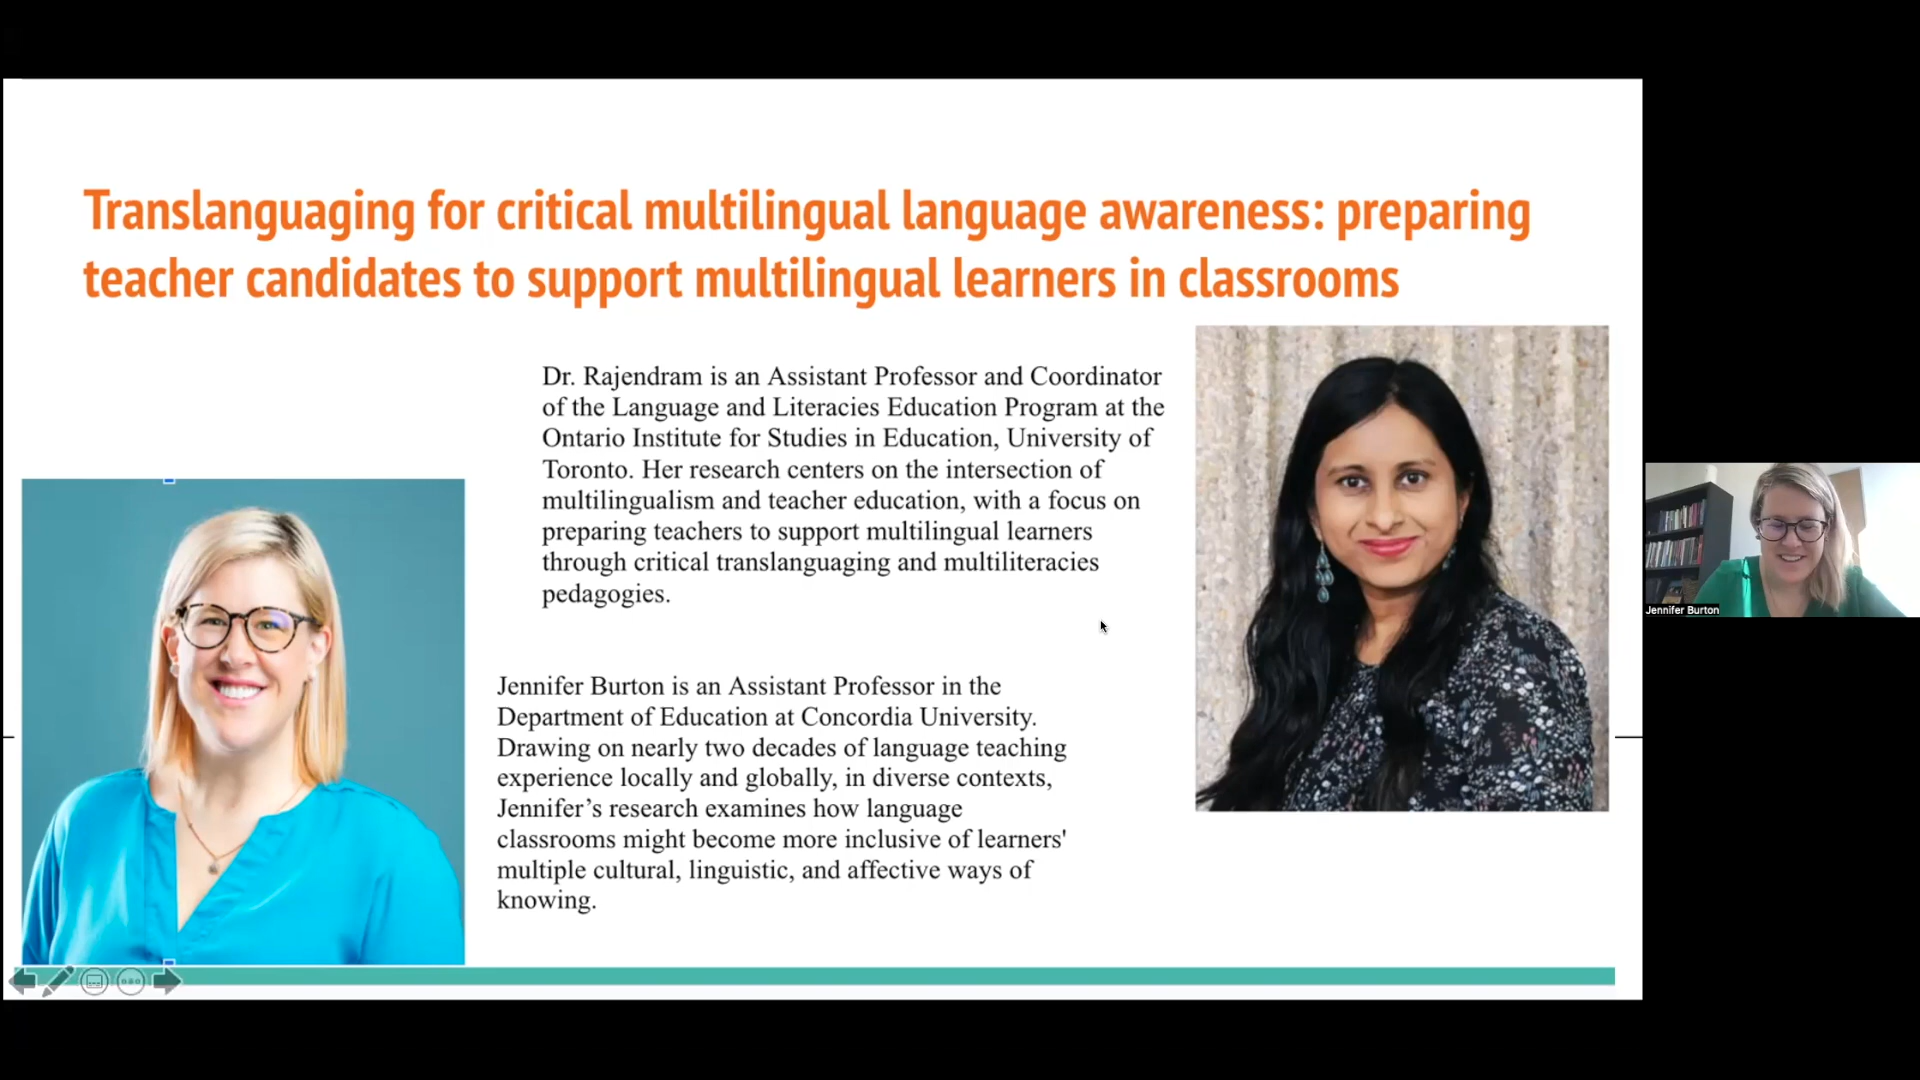 Translanguaging for critical multilingual language awareness: preparing
teacher candidates to support multilingual learners in classrooms
Dr. Rajendram is an Assistant Professor and Coordinator
of the Language and Literacies Education Program at the
Ontario Institute for Studies in Education, University of
Toronto. Her research centers on the intersection of
multilingualism and teacher education, with a focus on
preparing teachers to support multilingual learners
through critical translanguaging and multiliteracies
pedagogies.
Jennifer Burton is an Assistant Professor in the
Department of Education at Concordia University.
Drawing on nearly two decades of language teaching
experience locally and globally, in diverse contexts,
Jennifer’s research examines how language
classrooms might become more inclusive of learners'
multiple cultural, linguistic, and affective ways of
knowing.
Jennifer Burton